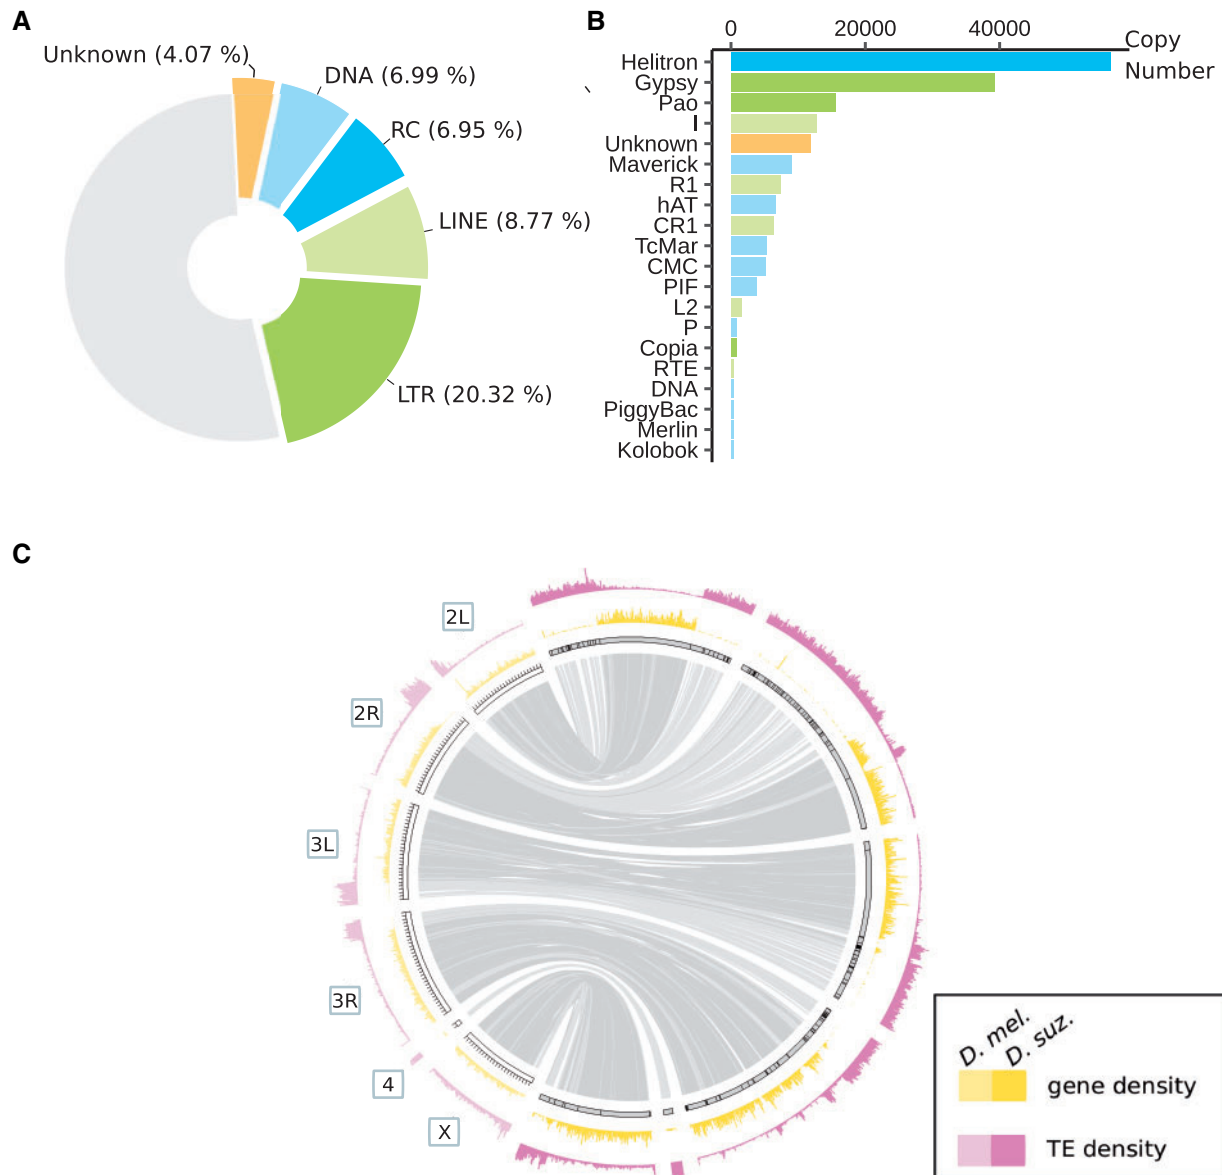 A
Unknown (4.07 %)
DNA (6.99 %)
RC (6.95 %)
LINE (8.77 %)
LTR (20.32 %)
B
0 20000 40000
Copy
Number
Helitron
Gypsy
Pao
I
Unknown
Maverick
R1
hAT
CR1
TcMar
CMC
PIF
L2
P
Copia
RTE
DNA
PiggyBac
Merlin
Kolobok
C
2L
2R
3L
3R
4
X
D. mel.
D. suz.
gene density
TE density